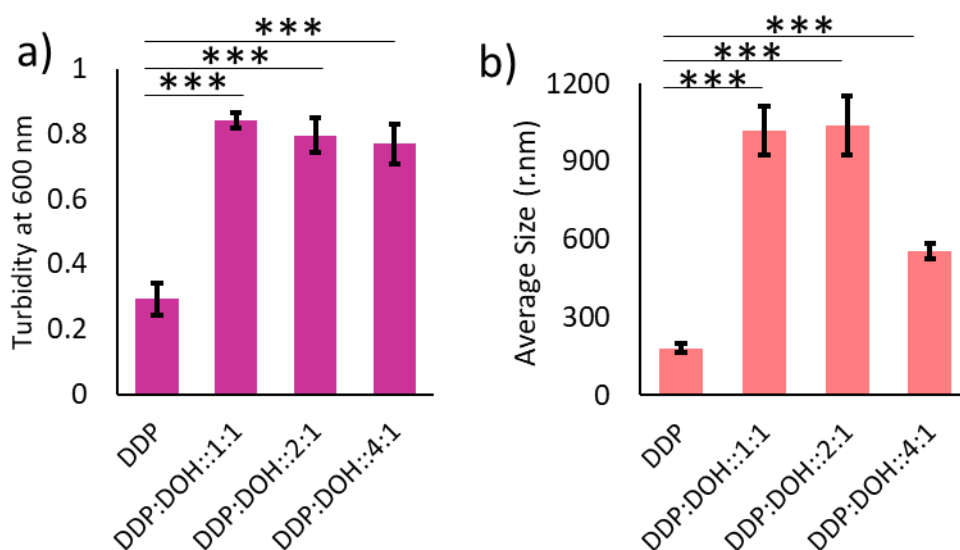 a)
***
***
***
Turbidity at 600 nm
1
0.8
0.6
0.4
0.2
0
DDP
DDP:DOH::1:1
DDP:DOH::2:1
DDP:DOH::4:1
b)
***
***
***
Average Size (r.nm)
1200
900
600
300
0
DDP
DDP:DOH::1:1
DDP:DOH::2:1
DDP:DOH::4:1